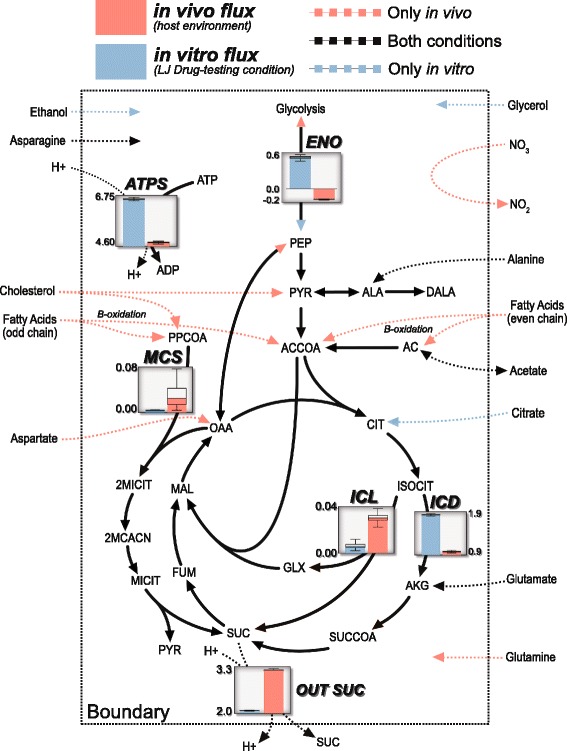 in vivo flux
(host environment)
in vitro flux
(LJ Drug-testing condition)
Only in vivo
Both conditions
Only in vitro
Ethanol
Glycolysis
Glycerol
Asparagine
ENO
NO3
H+
ATPS
ATP
0.6
0.0
-0.2
6.75
4.60
NO2
H+
ADP
PEP
Alanine
Cholesterol
PYR
ALA
DALA
Fatty Acids
(odd chain)
B-oxidation
Fatty Acids
(even chain)
B-oxidation
PPCOA
ACCOA
AC
MCS
0.08
0.00
Acetate
Aspartate
OAA
CIT
Citrate
2MICIT
MAL
ISOCIT
ICL
ICD
0.04
0.00
1.9
0.9
2MCACN
MICIT
FUM
GLX
AKG
Glutamate
SUC
SUCCOA
PYR
H+
Glutamine
3.3
2.0
OUT SUC
Boundary
H+
SUC